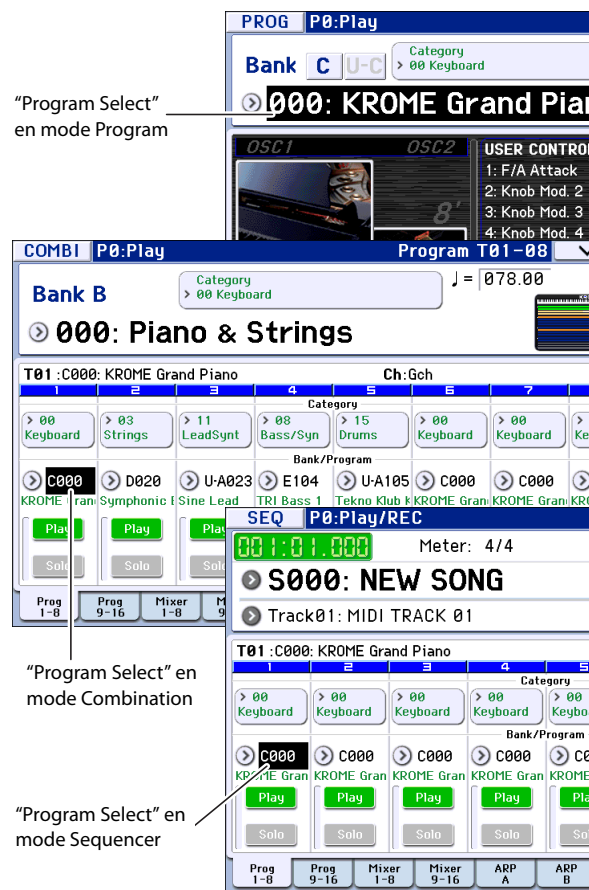 PROG P0:Play
Bank C U-C
Category
> 00 Keyboard
000: KROME Grand
“Program Select”
en mode Program
OSC1 OSC2
8'
1: F/A Attack
2: Knob Mod. 2
3: Knob Mod. 3
4: Knob Mod. 4
COMBI P0:Play Program T01-08
Bank B
Category
> 00 Keyboard
♩= 078.00
000: Piano & Strings
T01 :C000: KROME Grand Piano Ch:Gch
1 2 3 4 5 6 7
Category
> 00 > 03 > 11 > 08 > 15 > 00 > 00 >
Keyboard Strings LeadSynt Bass/Syn Drums Keyboard Keyboard
Bank/Program
C000 D020 U-A023 E104 U-A105 C000 C000
KROME Symphonic Sine Lead TRI Bass 1 Tekno Klub KROME Gran KROME Gran
Play Play
Solo Solo
Prog 1-8 Prog 9-16 Mixer 1-8
SEQ P0:Play/REC
001:01.000 Meter: 4/4
S000: NEW SONG
Track01: MIDI TRACK 01
T01 :C000: KROME Grand Piano
1 2 3 4 5
Category
> 00 > 00 > 00 > 00 > 00
Keyboard Keyboard Keyboard Keyboard
Bank/Program
C000 C000 C000 C000
KROME Gran KROME Gran KROME Gran KROME Gran KROME
Play Play Play Play
Solo Solo Solo Solo
Prog 1-8 Prog 9-16 Mixer 1-8 Mixer 9-16 ARP A ARP B
“Program Select” en
mode Combination
“Program Select” en
mode Sequencer